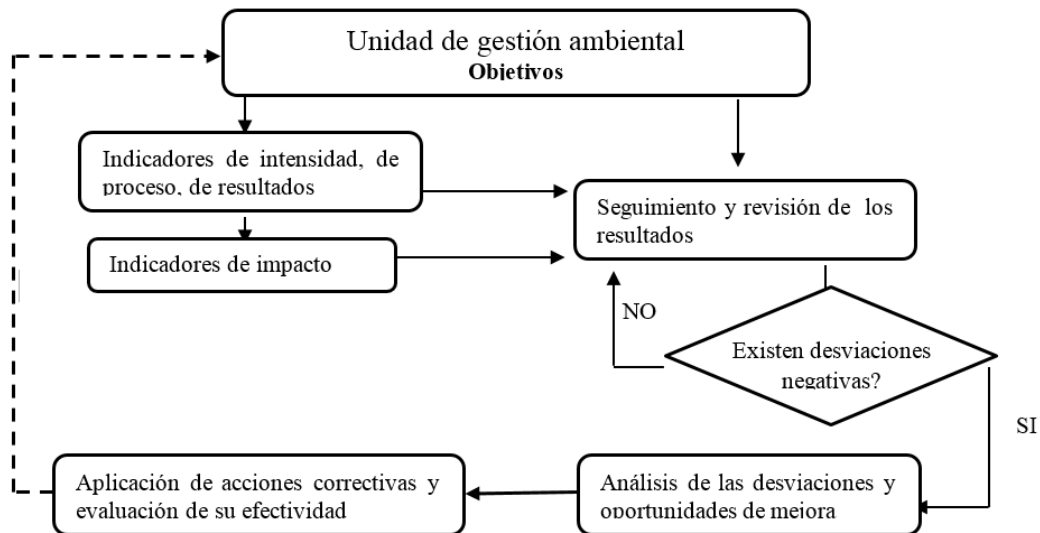 Unidad de gestión ambiental
Objetivos
Indicadores de intensidad, de
proceso, de resultados
Indicadores de impacto
Seguimiento y revisión de los
resultados
NO
Existen desviaciones
negativas?
SI
Aplicación de acciones correctivas y
evaluación de su efectividad
Análisis de las desviaciones y
oportunidades de mejora